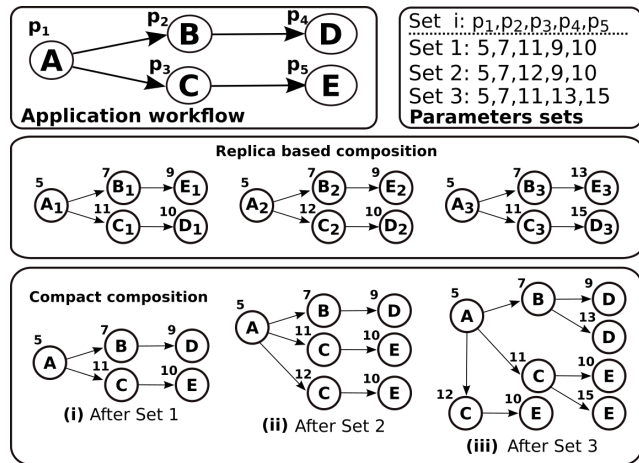 p1
A
p2
B
p4
D
p3
C
p5
E
Application workflow
Set i: p1,p2,p3,p4,p5
Set 1: 5,7,11,9,10
Set 2: 5,7,12,9,10
Set 3: 5,7,11,13,15
Parameters sets
Replica based composition
5 7 9
A1 B1 E1
11 10
C1 D1
5 7 9
A2 B2 E2
12 10
C2 D2
5 7 13
A3 B3 E3
11 15
C3 D3
Compact composition
5 7 9
A B D
11 10
C E
(i) After Set 1
5 7 9
A B D
11 10
C E
12 10
C E
(ii) After Set 2
5 7 9
A B D
13
D
11 10
C E
15
E
12 10
C E
(iii) After Set 3